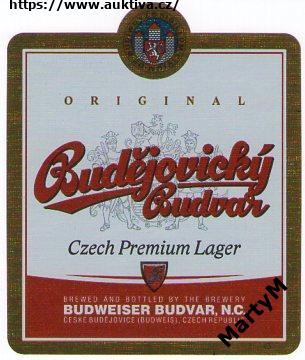 https://www.auktiva.cz/
ORIGINAL
Budějovický
Budvar
Czech Premium Lager
BREWED AND BOTTLED BY THE BREWERY
BUDWEISER BUDVAR, N.C.
ČESKÉ BUDĚJOVICE (BUDWEIS), CZECH REPUBLIC
MartyM